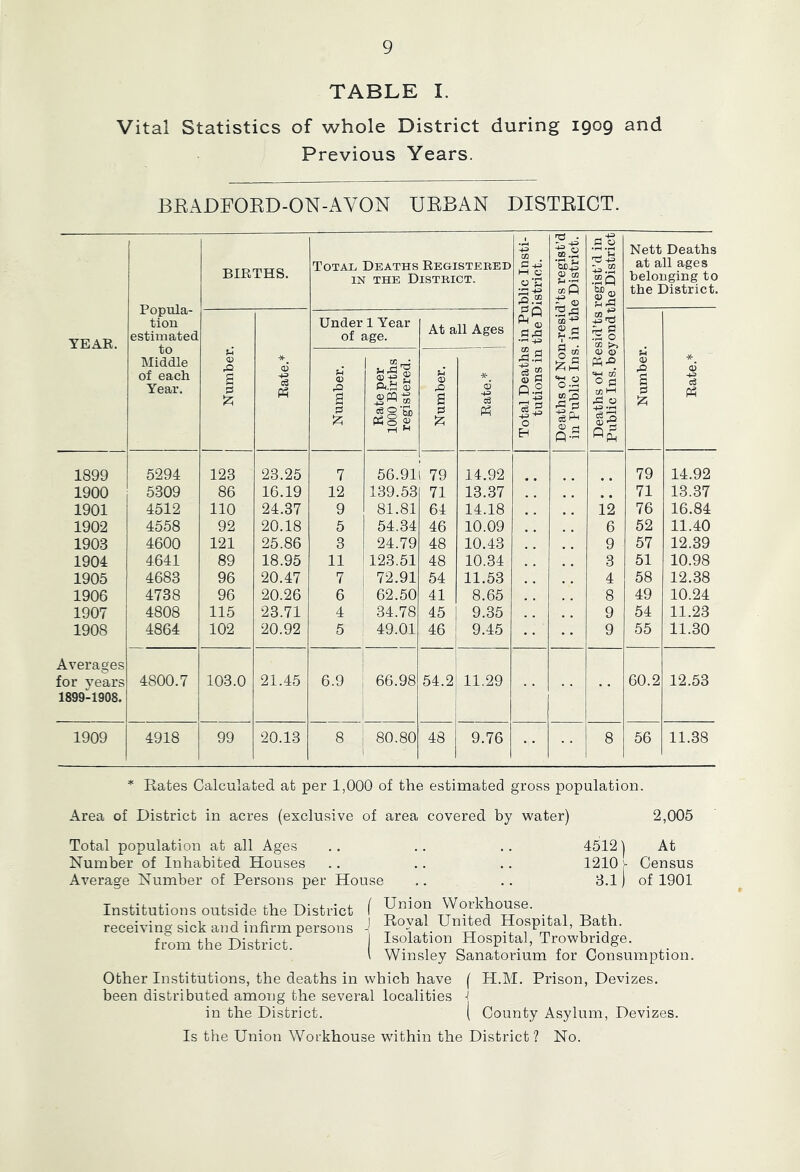 9
TABLE I.
Vital Statistics of whole District during 1909 and
Previous Years.
BRADFORD-ON-AVON URBAN DISTRICT.
YEAR. | Population estimated to Middle of each Year. | BIRTHS. | Total Deaths Registered in the District. | Total Deaths in Public Institutions in the District. | Deaths of Non-resid'ts regist'd in Public Ins. in the District. | Deaths of Resid'ts regist'd in Public Ins. beyond the District | Nett Deaths at all ages belonging to the District.
Number. | Rate.* | Under 1 Year of age. | At all Ages | Number. | Rate.*
Number. | Rate per 1000 Births registered. | Number. | Rate.*
1899 5294 123 23.25 7 56.91 79 14.92 .. .. .. 79 14.92
1900 5309 86 16.19 12 139.53 71 13.37 .. .. .. 71 13.37
1901 4512 110 24.37 9 81.81 64 14.18 .. .. 12 76 16.84
1902 4558 92 20.18 5 54.34 46 10.09 .. .. 6 52 11.40
1903 4600 121 25.86 3 24.79 48 10.43 .. .. 9 57 12.39
1904 4641 89 18.95 11 123.51 48 10.34 .. .. 3 51 10.98
1905 4683 96 20.47 7 72.91 54 11.53 .. .. 4 58 12.38
1906 4738 96 20.26 6 62.50 41 8.65 .. .. 8 49 10.24
1907 4808 115 23.71 4 34.78 45 9.35 .. .. 9 54 11.23
1908 4864 102 20.92 5 49.01 46 9.45 .. .. 9 55 11.30
Averages
for years 4800.7 103.0 21.45 6.9 66.98 54.2 11.29 .. .. .. 60.2 12.53
1899-1908.
1909 4918 99 20.13 8 80.80 48 9.76 .. .. 8 56 11.38
* Rates Calculated at per 1,000 of the estimated gross population.
Area of District in acres (exclusive of area covered by water) 2,005
Total population at all Ages .. .. .. 4512 } At
Number of Inhabited Houses .. .. .. 1210 } Census
Average Number of Persons per House .. .. 3.1 } of 1901
Institutions outside the District receiving sick and infirm persons from the District. { Union Workhouse.
Royal United Hospital, Bath.
Isolation Hospital, Trowbridge.
Winsley Sanatorium for Consumption.
Other Institutions, the deaths in which have { H.M. Prison, Devizes.
been distributed among the several localities {
in the District. { County Asylum, Devizes.
Is the Union Workhouse within the District? No.